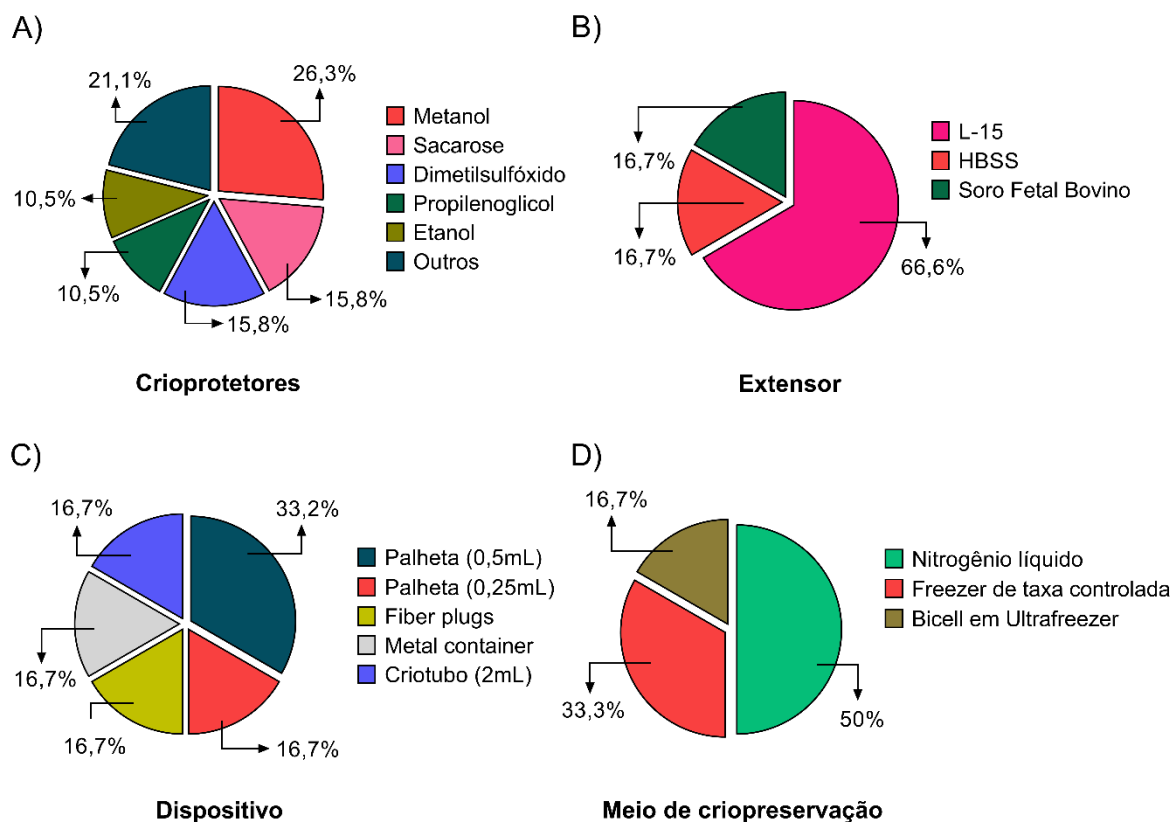 A)
21,1%
26,3%
10,5%
10,5%
15,8%
15,8%
Metanol
Sacarose
Dimetilsulfóxido
Propilenoglicol
Etanol
Outros
Crioprotetores
B)
16,7%
16,7%
66,6%
L-15
HBSS
Soro Fetal Bovino
Extensor
C)
16,7%
33,2%
16,7%
16,7%
16,7%
Palheta (0,5mL)
Palheta (0,25mL)
Fiber plugs
Metal container
Criotubo (2mL)
Dispositivo
D)
16,7%
33,3%
50%
Nitrogênio líquido
Freezer de taxa controlada
Bicell em Ultrafreezer
Meio de criopreservação